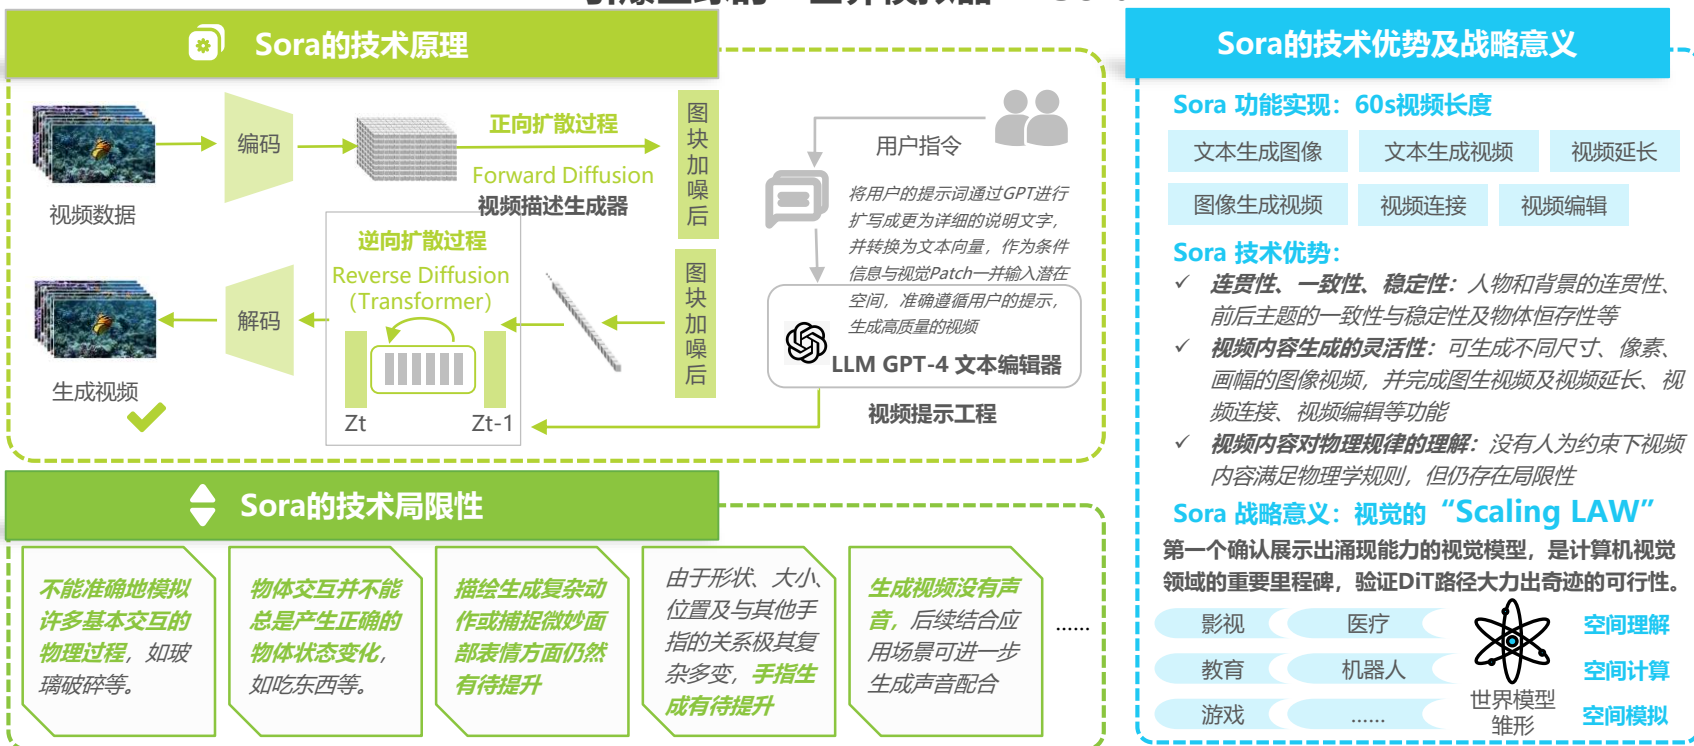 Sora的技术原理
视频数据
编码
正向扩散过程
Forward Diffusion
视频描述生成器
图
块
加
噪
后
用户指令
将用户的提示词通过GPT进行
扩写成更为详细的说明文字，
并转换为文本向量，作为条件
信息与视觉Patch一并输入潜在
空间，准确遵循用户的提示，
生成高质量的视频
LLM GPT-4 文本编辑器
视频提示工程
逆向扩散过程
Reverse Diffusion
(Transformer)
Zt
Zt-1
图
块
加
噪
后
解码
生成视频
Sora的技术局限性
不能准确地模拟
许多基本交互的
物理过程，如玻
璃破碎等。
物体交互并不能
总是产生正确的
物体状态变化，
如吃东西等。
描绘生成复杂动
作或捕捉微妙面
部表情方面仍然
有待提升
由于形状、大小、
位置及与其他手
指的关系极其复
杂多变，手指生
成有待提升
生成视频没有声
音，后续结合应
用场景可进一步
生成声音配合
......
Sora的技术优势及战略意义
Sora 功能实现：60s视频长度
文本生成图像
文本生成视频
视频延长
图像生成视频
视频连接
视频编辑
Sora 技术优势：
✓ 连贯性、一致性、稳定性：人物和背景的连贯性、
前后主题的一致性与稳定性及物体恒存性等
✓ 视频内容生成的灵活性：可生成不同尺寸、像素、
画幅的图像视频，并完成图生视频及视频延长、视
频连接、视频编辑等功能
✓ 视频内容对物理规律的理解：没有人为约束下视频
内容满足物理学规则，但仍存在局限性
Sora 战略意义：视觉的“Scaling LAW”
第一个确认展示出涌现能力的视觉模型，是计算机视觉
领域的重要里程碑，验证DiT路径大力出奇迹的可行性。
影视
医疗
教育
机器人
游戏
......
世界模型
雏形
空间理解
空间计算
空间模拟